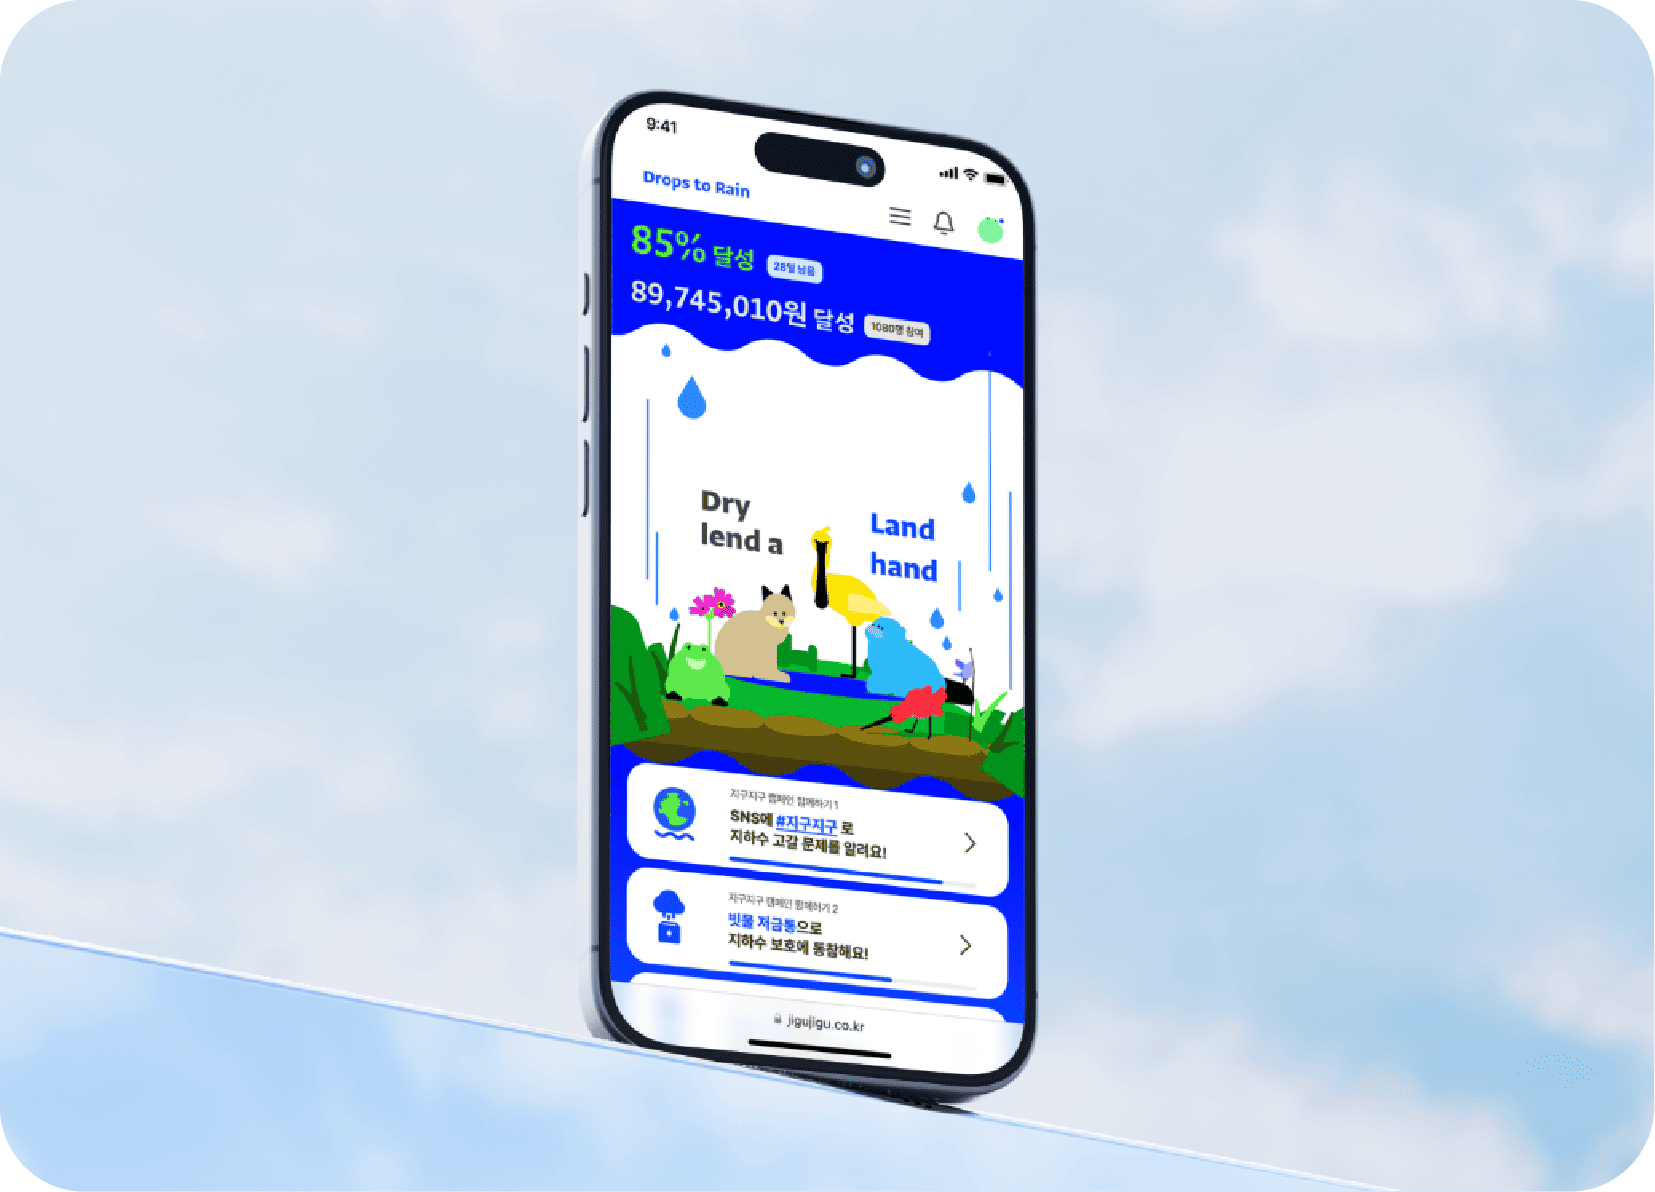 9:41
Drops to Rain
85% 달성 28일 남음
89,745,010원 달성 1080명 참여
Dry
lend a
Land
hand
지구지구 캠페인 함께하기 1
SNS에 #지구지구 로
지하수 고갈 문제를 알려요!
지구지구 캠페인 함께하기 2
빗물 저금통으로
지하수 보호에 동참해요!
jigujigu.co.kr